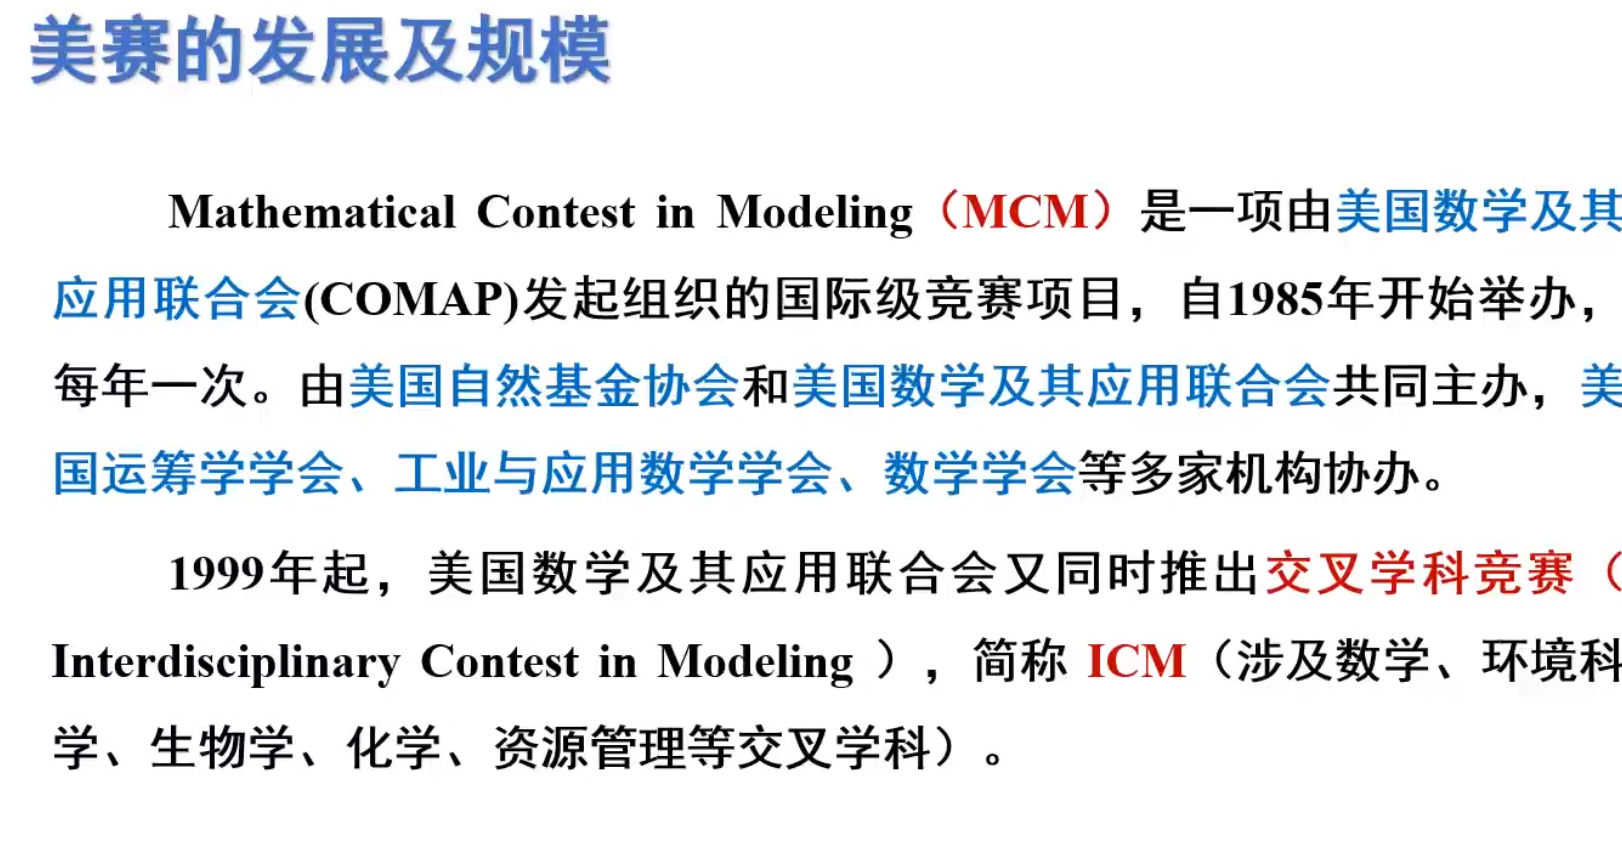 美赛的发展及规模
Mathematical Contest in Modeling（MCM）是一项由美国数学及其
应用联合会(COMAP)发起组织的国际级竞赛项目，自1985年开始举办，
每年一次。由美国自然基金协会和美国数学及其应用联合会共同主办，美
国运筹学学会、工业与应用数学学会、数学学会等多家机构协办。
1999年起，美国数学及其应用联合会又同时推出交叉学科竞赛（
Interdisciplinary Contest in Modeling ），简称 ICM（涉及数学、环境科
学、生物学、化学、资源管理等交叉学科）。